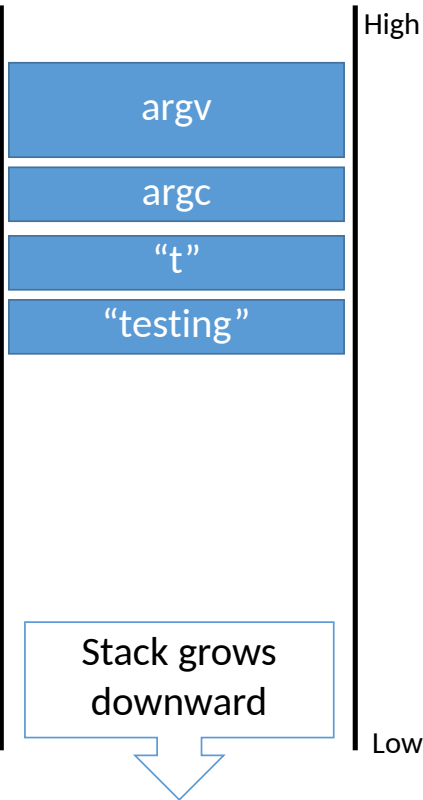 High
argv
argc
“t”
“testing”
Stack grows
downward
Low